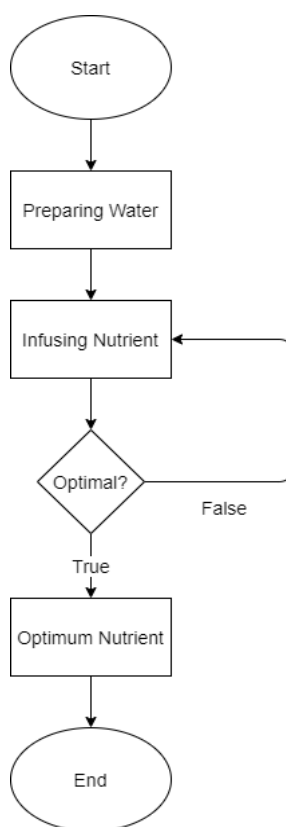 Start
Preparing Water
Infusing Nutrient
Optimal?
False
True
Optimum Nutrient
End